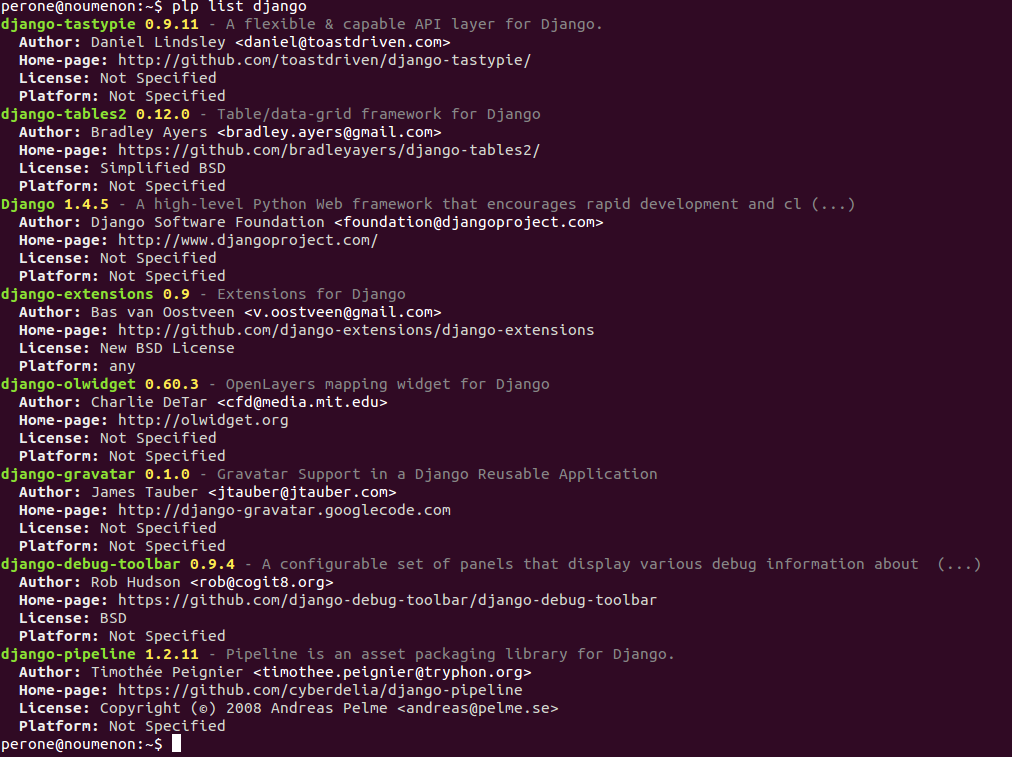 perone@noumenon:~$ plp list django
django-tastypie 0.9.11 - A flexible & capable API layer for Django.
  Author: Daniel Lindsley <daniel@toastdriven.com>
  Home-page: http://github.com/toastdriven/django-tastypie/
  License: Not Specified
  Platform: Not Specified
django-tables2 0.12.0 - Table/data-grid framework for Django
  Author: Bradley Ayers <bradley.ayers@gmail.com>
  Home-page: https://github.com/bradleyayers/django-tables2/
  License: Simplified BSD
  Platform: Not Specified
Django 1.4.5 - A high-level Python Web framework that encourages rapid development and cl (...)
  Author: Django Software Foundation <foundation@djangoproject.com>
  Home-page: http://www.djangoproject.com/
  License: Not Specified
  Platform: Not Specified
django-extensions 0.9 - Extensions for Django
  Author: Bas van Oostveen <v.oostveen@gmail.com>
  Home-page: http://github.com/django-extensions/django-extensions
  License: New BSD License
  Platform: any
django-olwidget 0.60.3 - OpenLayers mapping widget for Django
  Author: Charlie DeTar <cfd@media.mit.edu>
  Home-page: http://olwidget.org
  License: Not Specified
  Platform: Not Specified
django-gravatar 0.1.0 - Gravatar Support in a Django Reusable Application
  Author: James Tauber <jtauber@jtauber.com>
  Home-page: http://django-gravatar.googlecode.com
  License: Not Specified
  Platform: Not Specified
django-debug-toolbar 0.9.4 - A configurable set of panels that display various debug information about  (...)
  Author: Rob Hudson <rob@cogit8.org>
  Home-page: https://github.com/django-debug-toolbar/django-debug-toolbar
  License: BSD
  Platform: Not Specified
django-pipeline 1.2.11 - Pipeline is an asset packaging library for Django.
  Author: Timothée Peignier <timothee.peignier@tryphon.org>
  Home-page: https://github.com/cyberdelia/django-pipeline
  License: Copyright (©) 2008 Andreas Pelme <andreas@pelme.se>
  Platform: Not Specified
perone@noumenon:~$